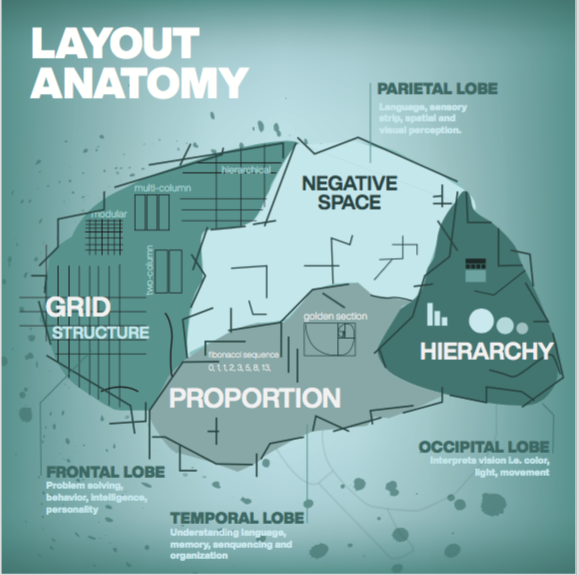 LAYOUT
ANATOMY
PARIETAL LOBE
Language, sensory
strip, spatial and
visual perception.
hierarchical
multi-column
modular
two-column
NEGATIVE
SPACE
GRID
STRUCTURE
golden section
fibonacci sequence
0, 1, 1, 2, 3, 5, 8, 13,
HIERARCHY
PROPORTION
OCCIPITAL LOBE
Interprets vision i.e. color,
light, movement
FRONTAL LOBE
Problem solving,
behavior, intelligence,
personality
TEMPORAL LOBE
Understanding language,
memory, senquencing and
organization